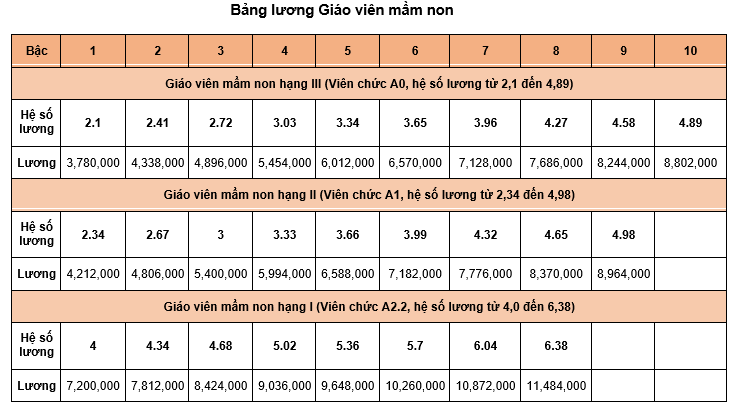 Bảng lương Giáo viên mầm non
Bậc 1 2 3 4 5 6 7 8 9 10
Giáo viên mầm non hạng III (Viên chức A0, hệ số lương từ 2,1 đến 4,89)
Hệ số lương 2.1 2.41 2.72 3.03 3.34 3.65 3.96 4.27 4.58 4.89
Lương 3,780,000 4,338,000 4,896,000 5,454,000 6,012,000 6,570,000 7,128,000 7,686,000 8,244,000 8,802,000
Giáo viên mầm non hạng II (Viên chức A1, hệ số lương từ 2,34 đến 4,98)
Hệ số lương 2.34 2.67 3 3.33 3.66 3.99 4.32 4.65 4.98
Lương 4,212,000 4,806,000 5,400,000 5,994,000 6,588,000 7,182,000 7,776,000 8,370,000 8,964,000
Giáo viên mầm non hạng I (Viên chức A2.2, hệ số lương từ 4,0 đến 6,38)
Hệ số lương 4 4.34 4.68 5.02 5.36 5.7 6.04 6.38
Lương 7,200,000 7,812,000 8,424,000 9,036,000 9,648,000 10,260,000 10,872,000 11,484,000